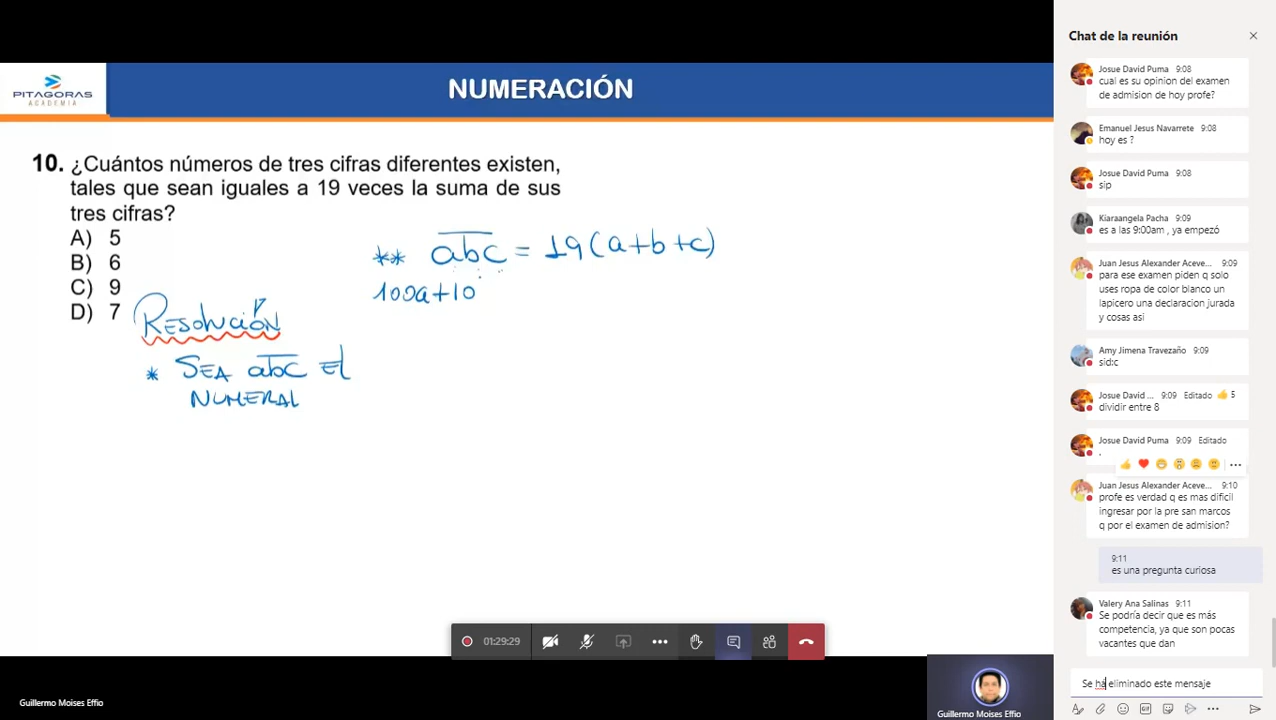 PITAGORAS
ACADEMIA
NUMERACIÓN
10. ¿Cuántos números de tres cifras diferentes existen,
tales que sean iguales a 19 veces la suma de sus
tres cifras?
A) 5
B) 6
C) 9
D) 7
** abc = 19(a+b+c)
100a+10
RESOLUCIÓN
* SEA abc El
NUMERAL
01:29:29
Guillermo Moises Effio
Chat de la reunión
Josue David Puma 9:08
cual es su opinion del examen
de admision de hoy profe?
Emanuel Jesus Navarrete 9:08
hoy es ?
Josue David Puma 9:08
sip
Kiaraangela Pacha 9:09
es a las 9:00am , ya empezó
Juan Jesus Alexander Aceve... 9:09
para ese examen piden q solo
uses ropa de color blanco un
lapicero una declaracion jurada
y cosas asi
Amy Jimena Travezaño 9:09
sid:c
Josue David ... 9:09 Editado 5
dividir entre 8
Josue David Puma 9:09 Editado
.
Juan Jesus Alexander Aceve... 9:10
profe es verdad q es mas dificil
ingresar por la pre san marcos
q por el examen de admision?
9:11
es una pregunta curiosa
Valery Ana Salinas 9:11
Se podría decir que es más
competencia, ya que son pocas
vacantes que dan
Se ha eliminado este mensaje